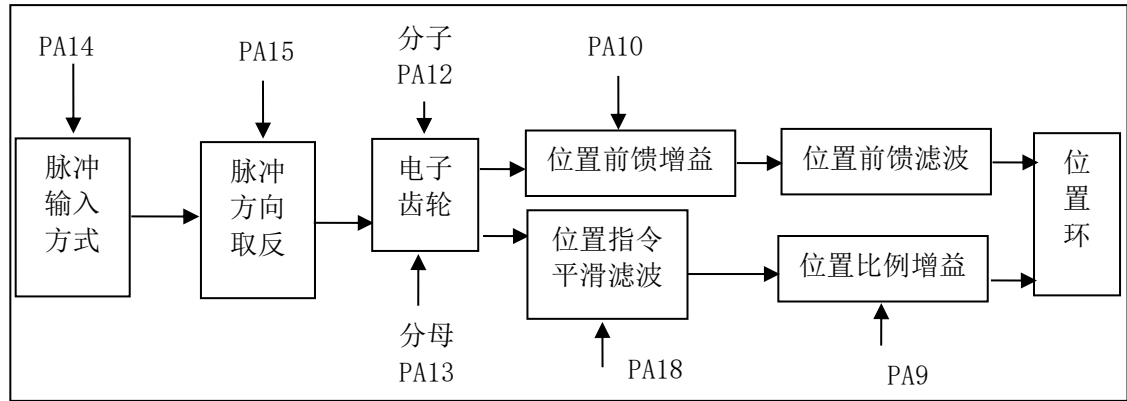 PA14
PA15
分子
PA12
PA10
脉冲
输入
方式
脉冲
方向
取反
电子
齿轮
位置前馈增益
位置前馈滤波
位置指令
平滑滤波
位置比例增益
位
置
环
分母
PA13
PA18
PA9